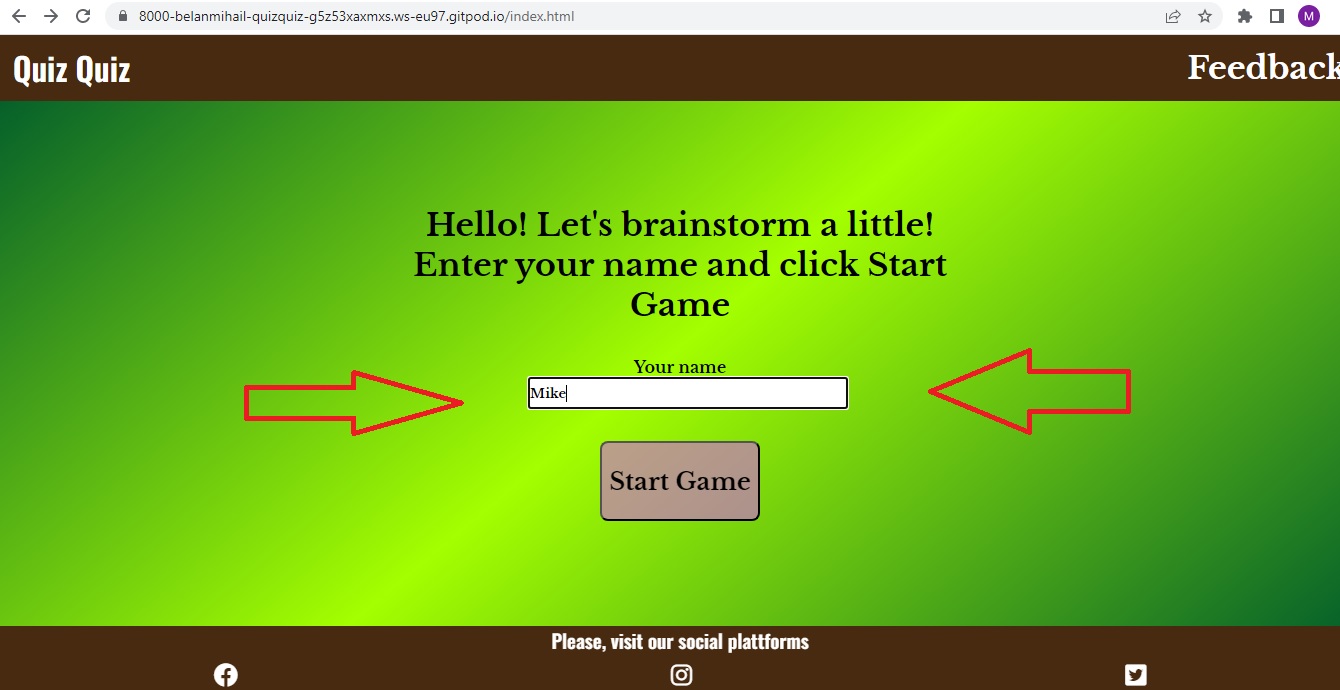 8000-belanmihail-quizquiz-g5z53xaxmxs.ws-eu97.gitpod.io/index.html
M
Quiz Quiz
Feedback
Hello! Let's brainstorm a little!
Enter your name and click Start
Game
Your name
Mike
Start Game
Please, visit our social plattforms